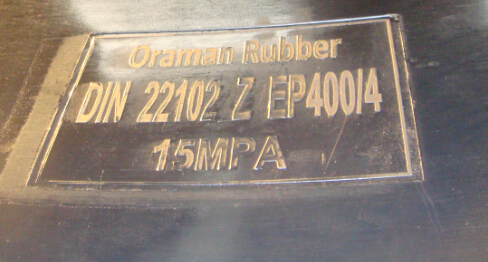 Oraman Rubber
DIN 22102 Z EP400/4
15MPA